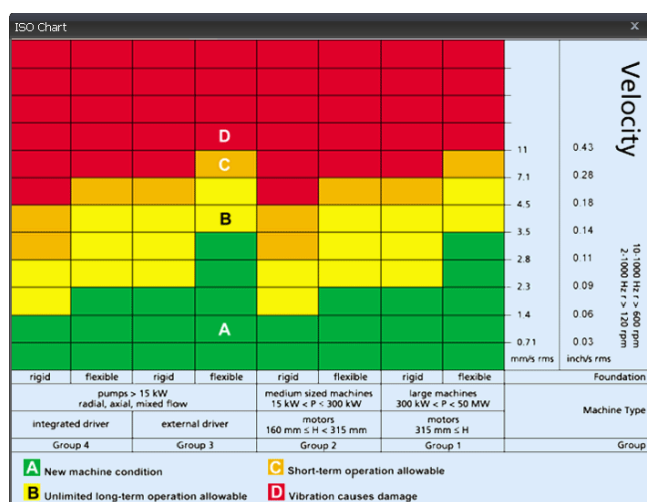 ISO Chart
x
Velocity
10-1000 Hz r > 600 rpm
2-1000 Hz r > 120 rpm
D
C
B
A
11 0.43
7.1 0.28
4.5 0.18
3.5 0.14
2.8 0.11
2.3 0.09
1.4 0.06
0.71 0.03
mm/s rms inch/s rms
rigid flexible rigid flexible rigid flexible rigid flexible Foundation
pumps > 15 kW
radial, axial, mixed flow
medium sized machines
15 kW < P ≤ 300 kW
large machines
300 kW < P < 50 MW
Machine Type
integrated driver external driver
motors
160 mm ≤ H < 315 mm
motors
315 mm ≤ H
Group 4 Group 3 Group 2 Group 1 Group
A New machine condition
C Short-term operation allowable
B Unlimited long-term operation allowable
D Vibration causes damage